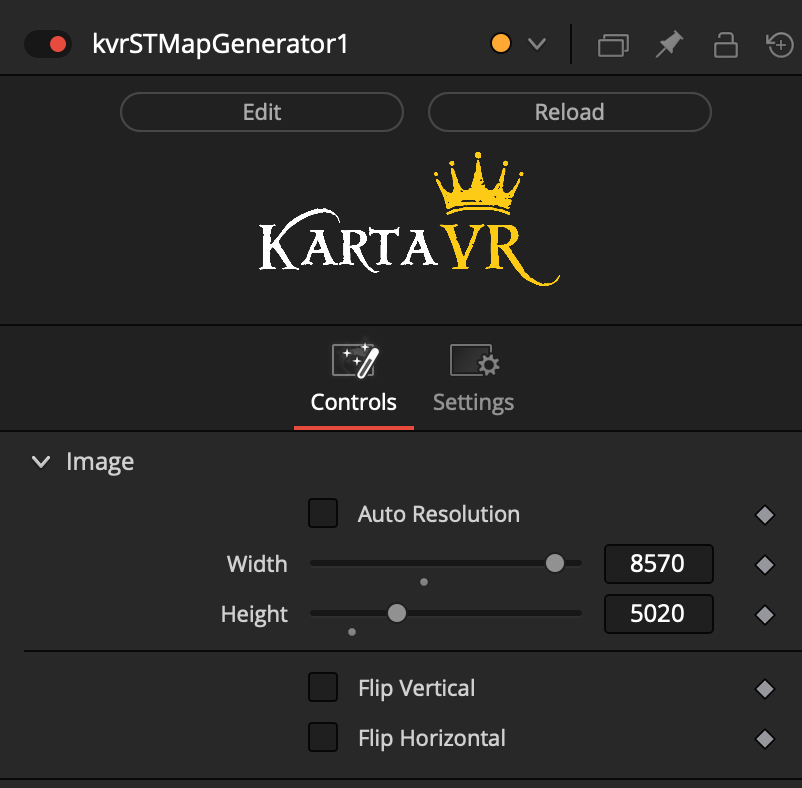 kvrSTMapGenerator1
Edit
Reload
KARTAVR
Controls
Settings
Image
Auto Resolution
Width
8570
Height
5020
Flip Vertical
Flip Horizontal